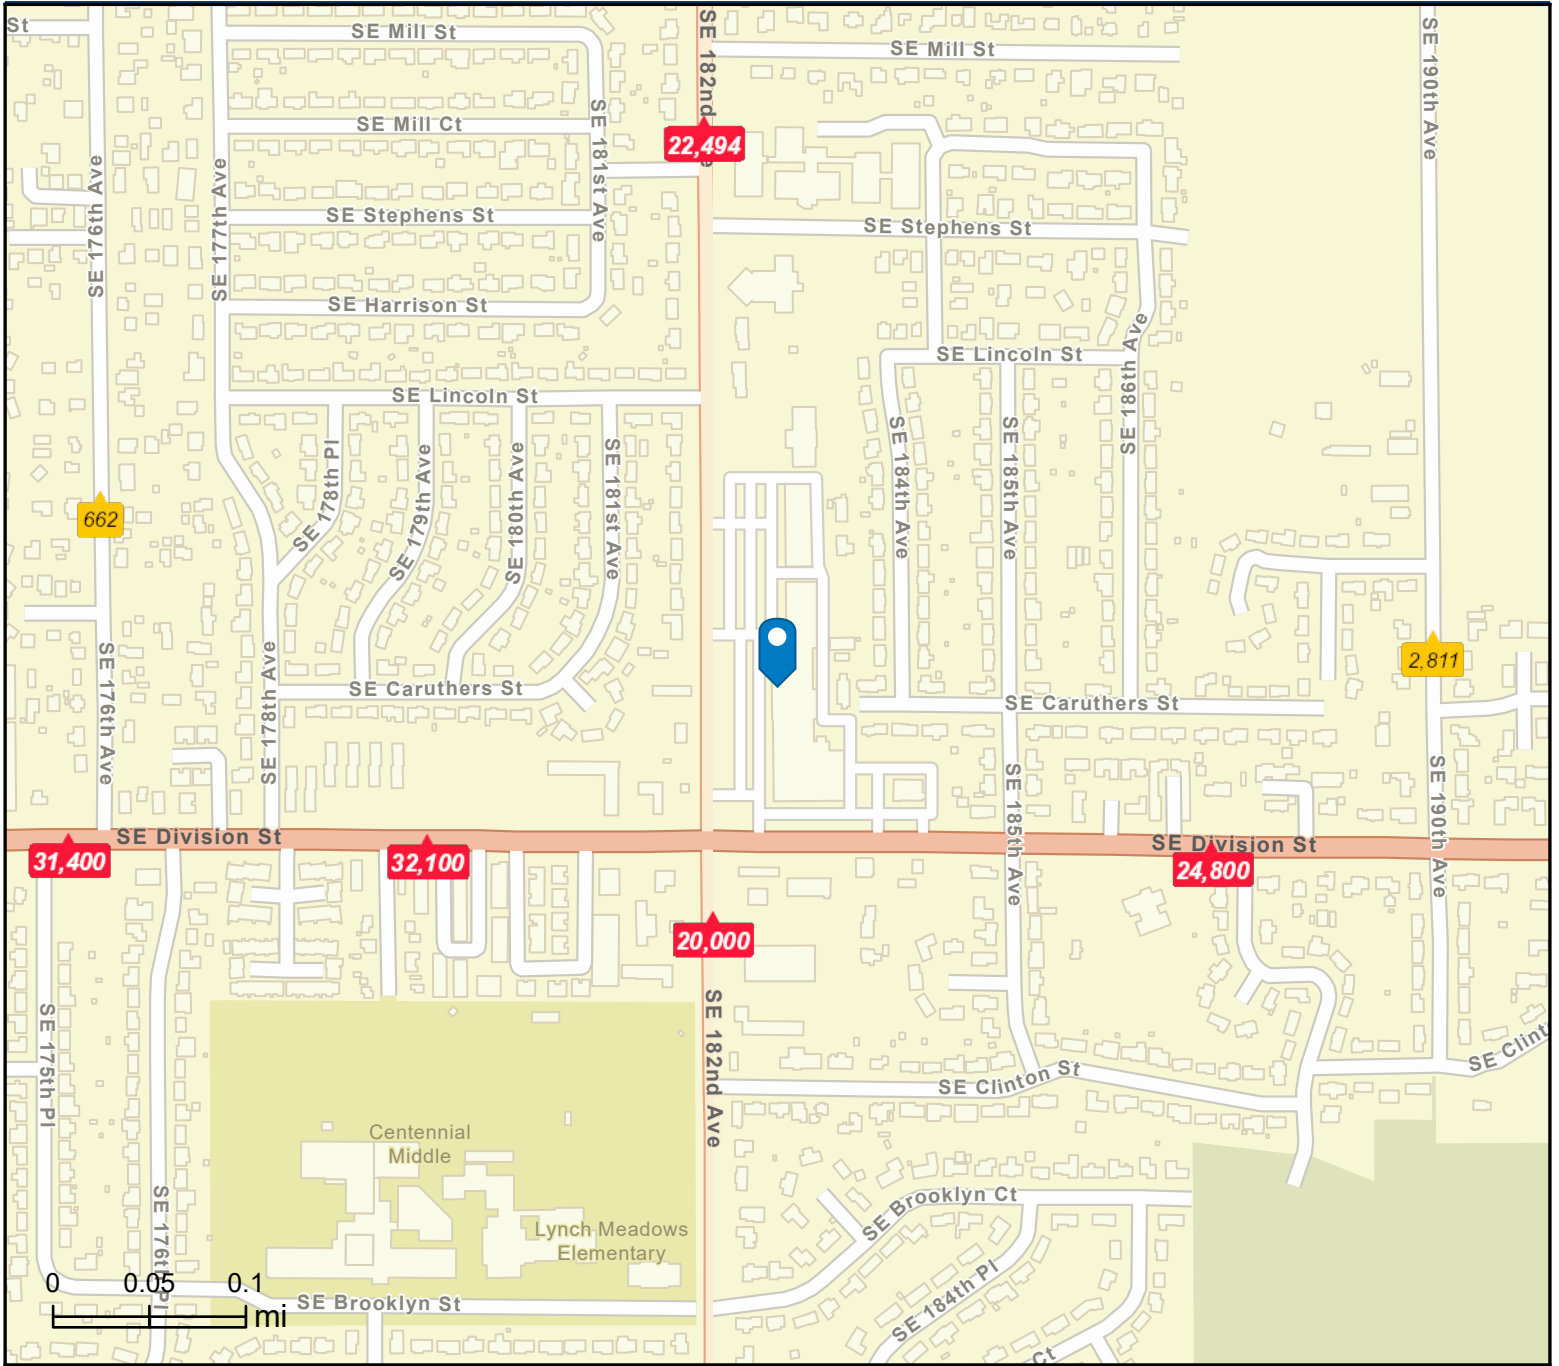 St
SE Mill St
SE 182nd Ave
SE Mill St
SE 190th Ave
SE Mill Ct
SE 181st Ave
22,494
SE 176th Ave
SE 177th Ave
SE Stephens St
SE Stephens St
SE Harrison St
SE 186th Ave
SE Lincoln St
SE Lincoln St
SE 178th Pl
SE 179th Ave
SE 180th Ave
SE 181st Ave
SE 184th Ave
SE 185th Ave
662
SE 176th Ave
SE 178th Ave
SE Caruthers St
2,811
SE Caruthers St
SE 185th Ave
SE 190th Ave
SE Division St
SE Division St
31,400
32,100
24,800
20,000
SE 175th Pl
SE 182nd Ave
SE Clinton St
SE Clint
Centennial
Middle
SE 176th Pl
SE Brooklyn Ct
Lynch Meadows
Elementary
SE 184th Pl
0 0.05 0.1
mi
SE Brooklyn St
Ct